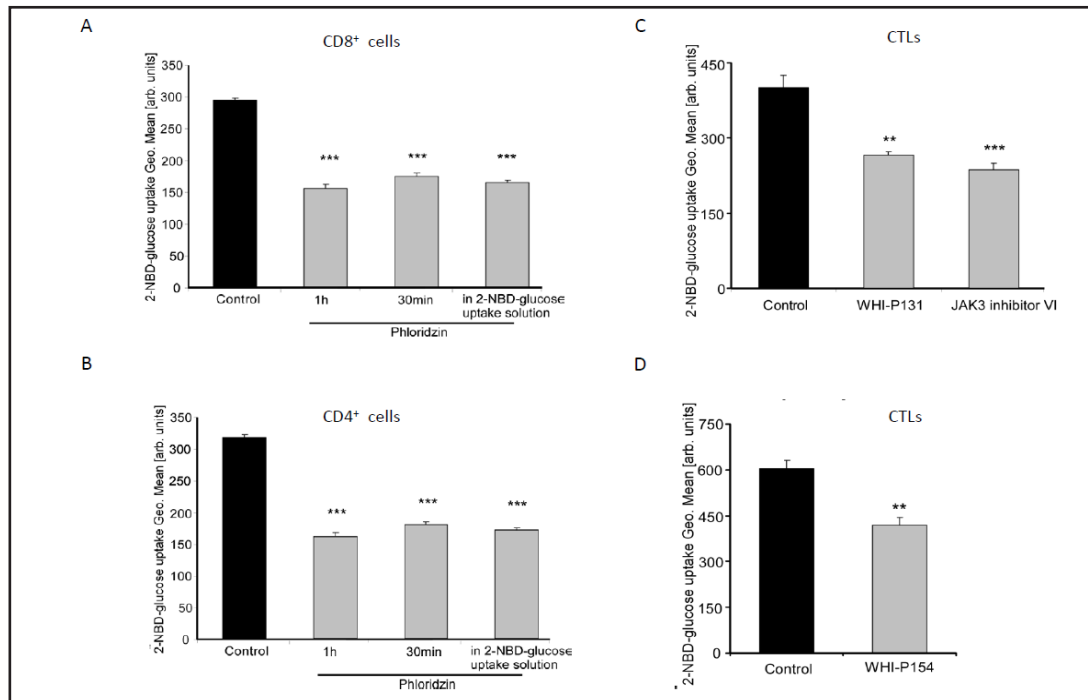 A
CD8+ cells
2-NBD-glucose uptake Geo. Mean [arb. units]
350
300
250
200
150
100
50
0
***
***
***
Control
1h
30min
in 2-NBD-glucose
uptake solution
Phloridzin
B
CD4+ cells
2-NBD-glucose uptake Geo. Mean [arb. units]
350
300
250
200
150
100
50
0
***
***
***
Control
1h
30min
in 2-NBD-glucose
uptake solution
Phloridzin
C
CTLs
2-NBD-glucose uptake Geo. Mean [arb. units]
450
300
150
0
**
***
Control
WHI-P131
JAK3 inhibitor VI
D
CTLs
2-NBD-glucose uptake Geo. Mean [arb. units]
750
600
450
300
150
0
**
Control
WHI-P154